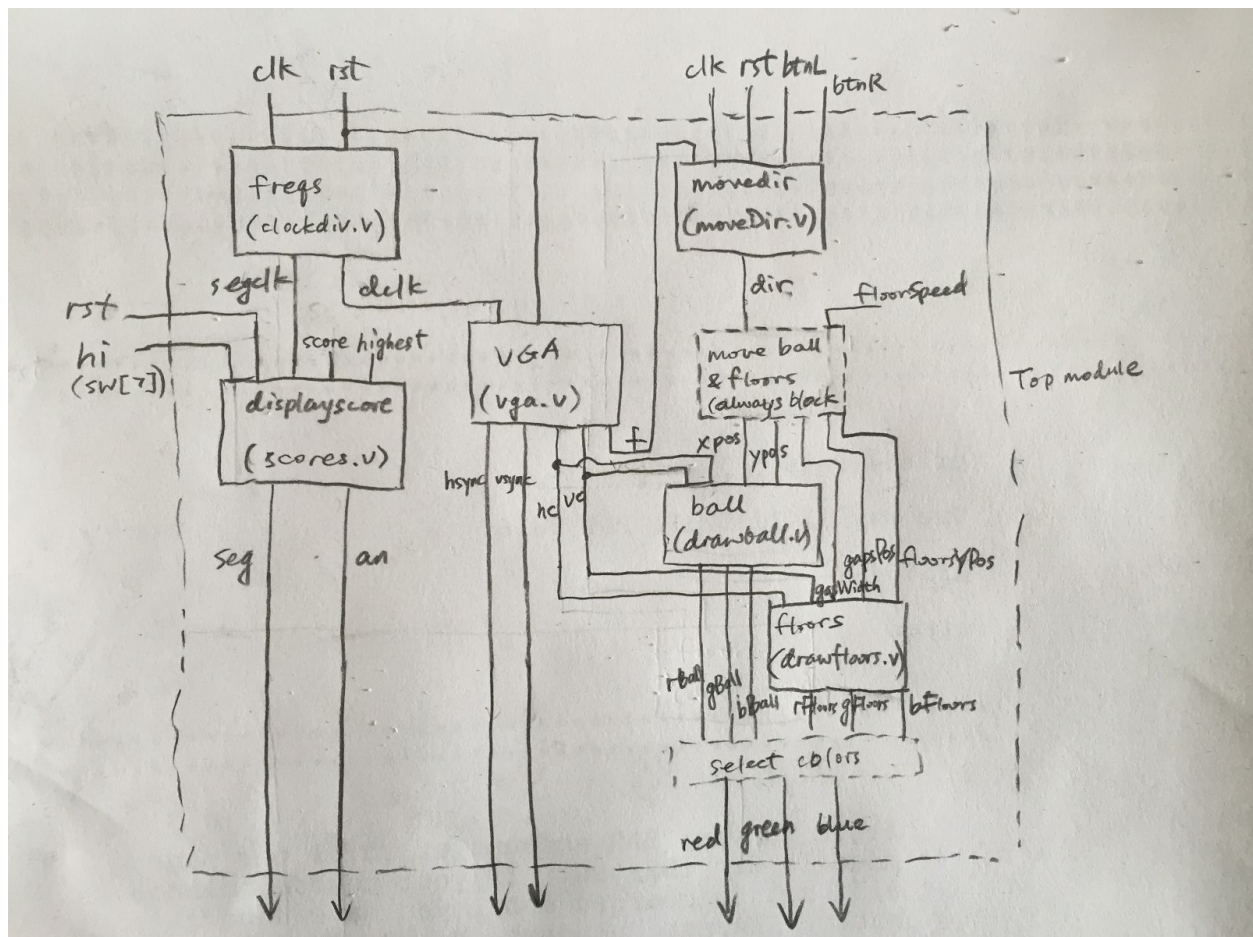 clk rst
clk rst btnL
btnR
freqs
(clockdiv.v)
movedir
(moveDir.v)
segclk
dclk
dir
floorSpeed
rst
hi
(SW[7])
score highest
displayscore
(scores.v)
VGA
(vga.v)
f
move ball
& floors
(always block
Top module
xpos
ypos
hsync
vsync
hc
vc
ball
(drawball.v)
seg
an
gapsPos
floorsYPos
gapWidth
floors
(drawfloors.v)
rBall
gBall
bBall
rFloors
gFloors
bFloors
select colors
red
green
blue